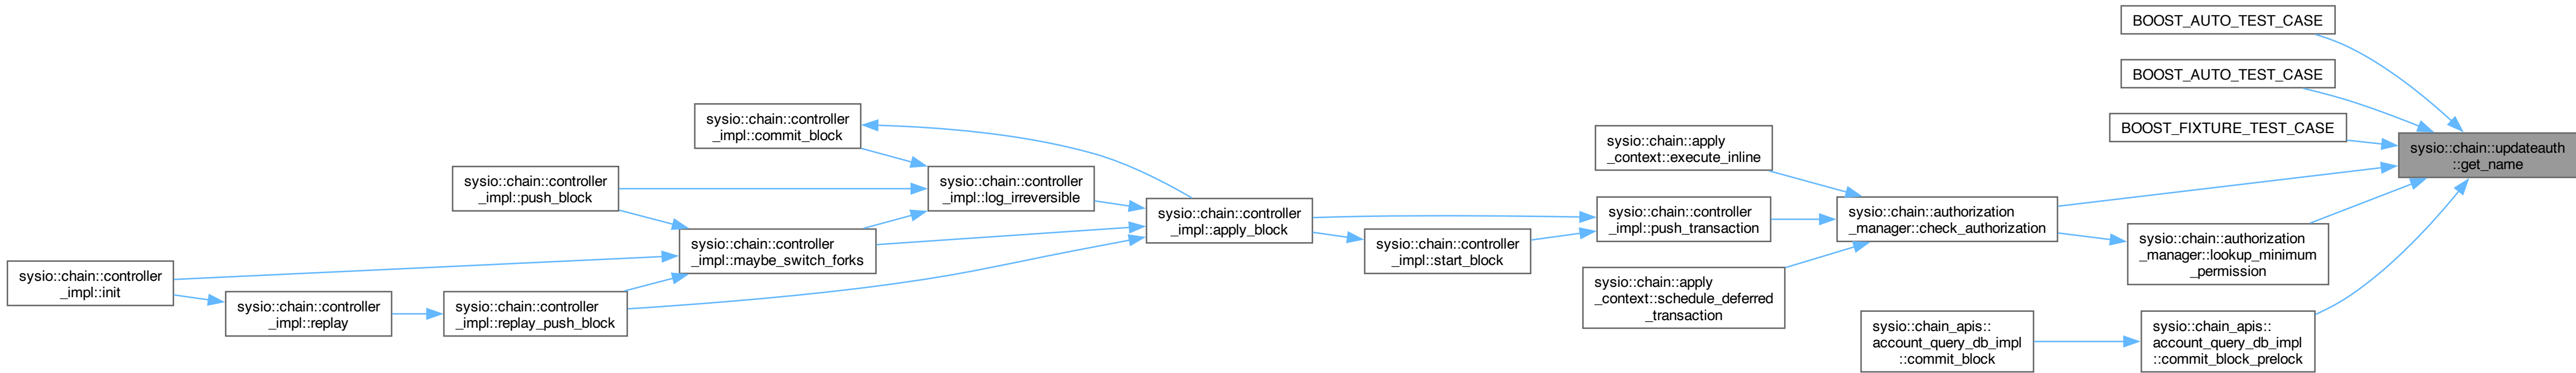 sysio::chain::controller
_impl::init
sysio::chain::controller
_impl::replay
sysio::chain::controller
_impl::push_block
sysio::chain::controller
_impl::replay_push_block
sysio::chain::controller
_impl::commit_block
sysio::chain::controller
_impl::maybe_switch_forks
sysio::chain::controller
_impl::log_irreversible
sysio::chain::controller
_impl::apply_block
sysio::chain::controller
_impl::start_block
sysio::chain::apply
_context::execute_inline
sysio::chain::controller
_impl::push_transaction
sysio::chain::apply
_context::schedule_deferred
_transaction
sysio::chain::authorization
_manager::check_authorization
sysio::chain_apis::
account_query_db_impl
::commit_block
BOOST_AUTO_TEST_CASE
BOOST_AUTO_TEST_CASE
BOOST_FIXTURE_TEST_CASE
sysio::chain::authorization
_manager::lookup_minimum
_permission
sysio::chain_apis::
account_query_db_impl
::commit_block_prelock
sysio::chain::updateauth
::get_name